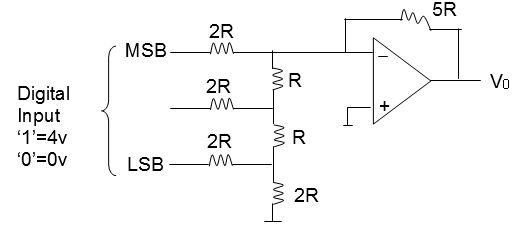 5R
2R
MSB
−
2R
R
V0
Digital
Input
'1'=4v
'0'=0v
+
2R
R
LSB
2R